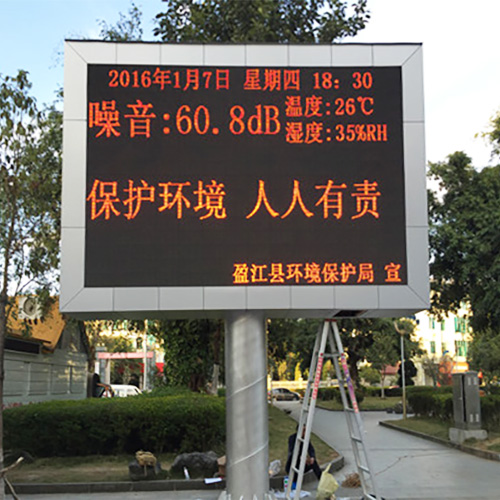 2016年1月7日 星期四 18：30
噪音:60.8dB 温度:26℃
湿度:35%RH
保护环境 人人有责
盈江县环境保护局 宣